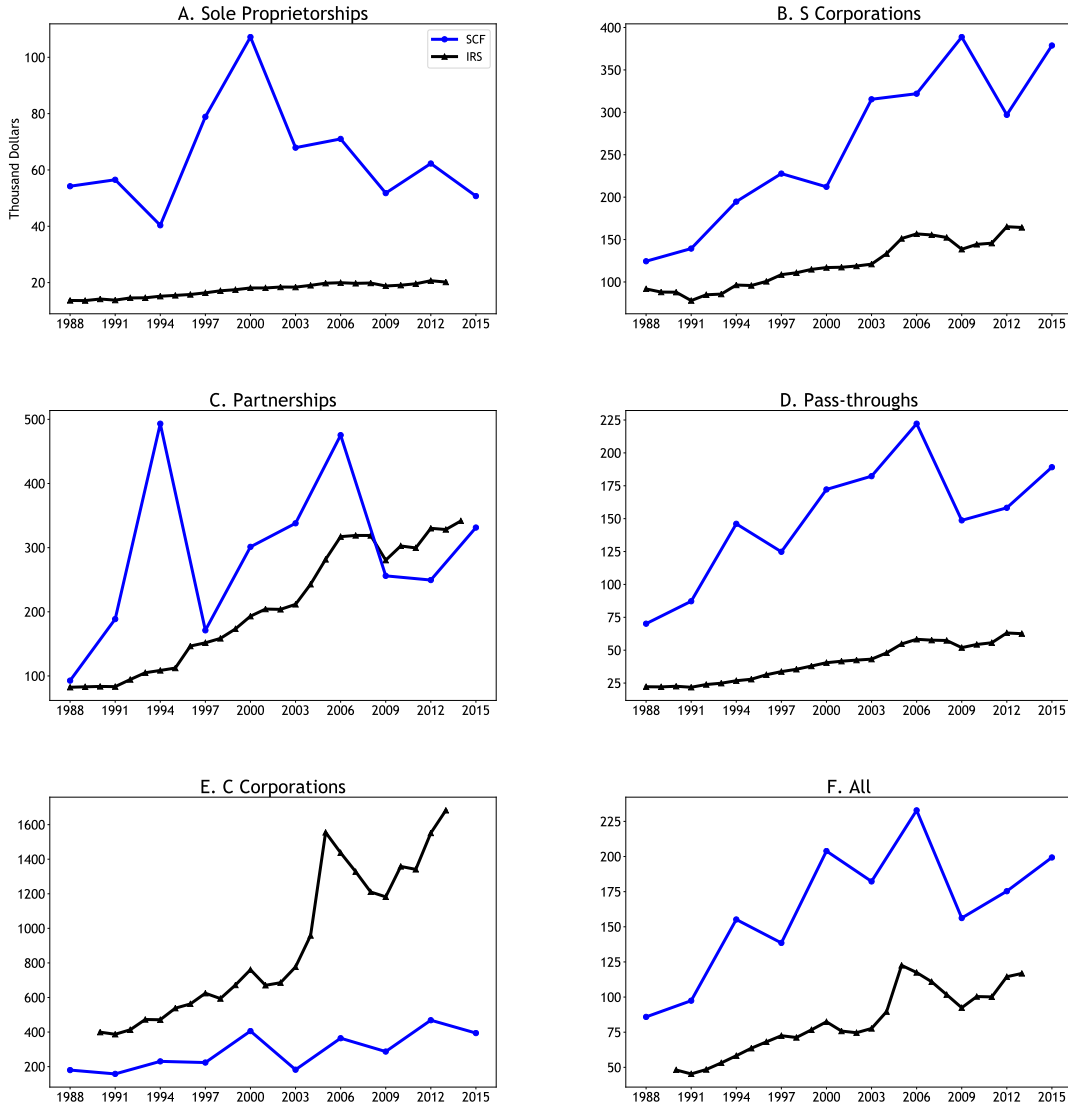 A. Sole Proprietorships
SCF
IRS
Thousand Dollars
100
80
60
40
20
1988 1991 1994 1997 2000 2003 2006 2009 2012 2015
B. S Corporations
400
350
300
250
200
150
100
1988 1991 1994 1997 2000 2003 2006 2009 2012 2015
C. Partnerships
500
400
300
200
100
1988 1991 1994 1997 2000 2003 2006 2009 2012 2015
D. Pass-throughs
225
200
175
150
125
100
75
50
25
1988 1991 1994 1997 2000 2003 2006 2009 2012 2015
E. C Corporations
1600
1400
1200
1000
800
600
400
200
1988 1991 1994 1997 2000 2003 2006 2009 2012 2015
F. All
225
200
175
150
125
100
75
50
1988 1991 1994 1997 2000 2003 2006 2009 2012 2015